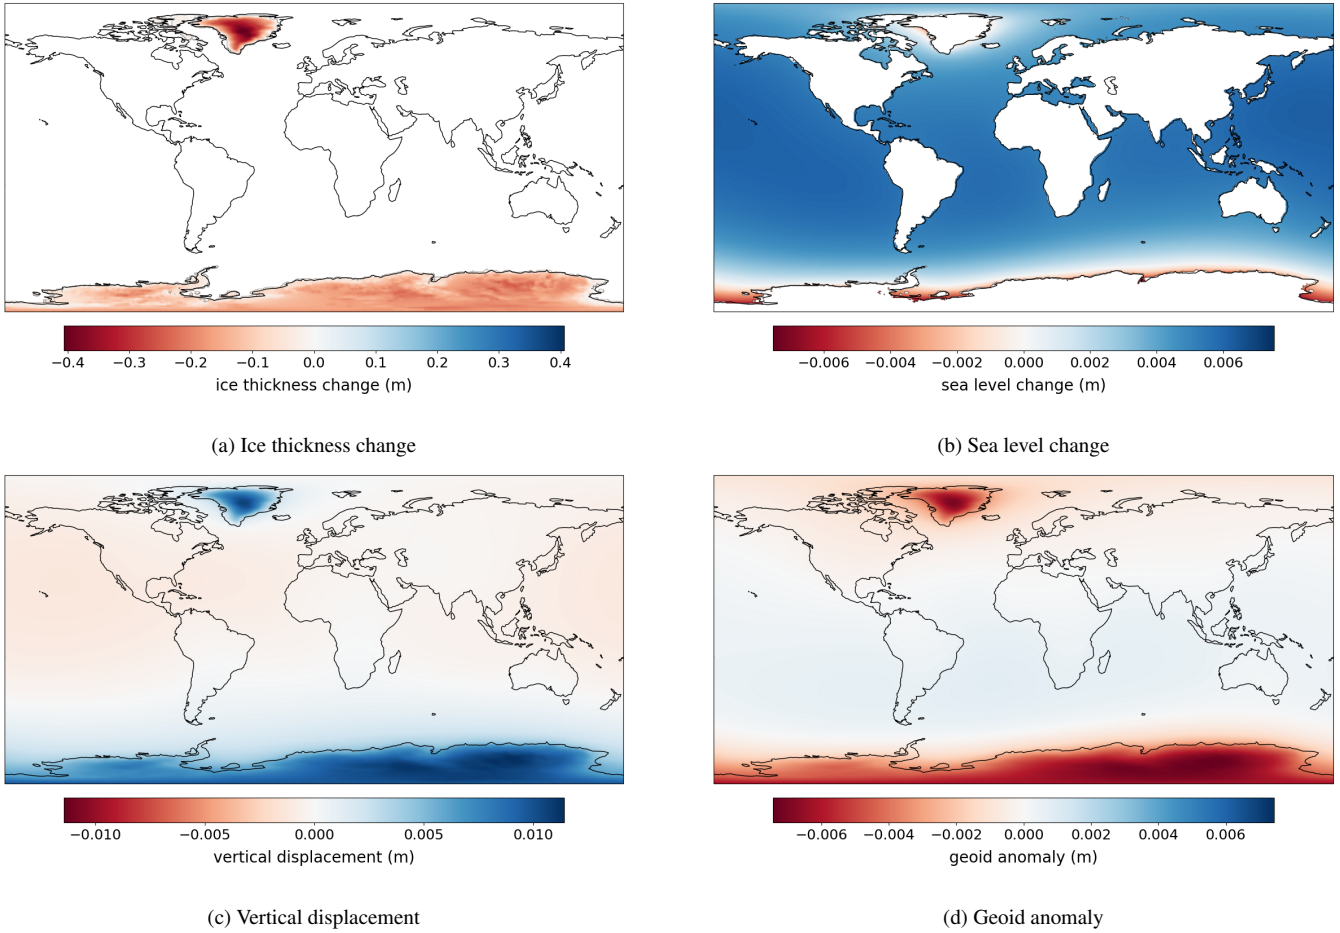 −0.4 −0.3 −0.2 −0.1 0.0 0.1 0.2 0.3 0.4
ice thickness change (m)
(a) Ice thickness change
−0.006 −0.004 −0.002 0.000 0.002 0.004 0.006
sea level change (m)
(b) Sea level change
−0.010 −0.005 0.000 0.005 0.010
vertical displacement (m)
(c) Vertical displacement
−0.006 −0.004 −0.002 0.000 0.002 0.004 0.006
geoid anomaly (m)
(d) Geoid anomaly